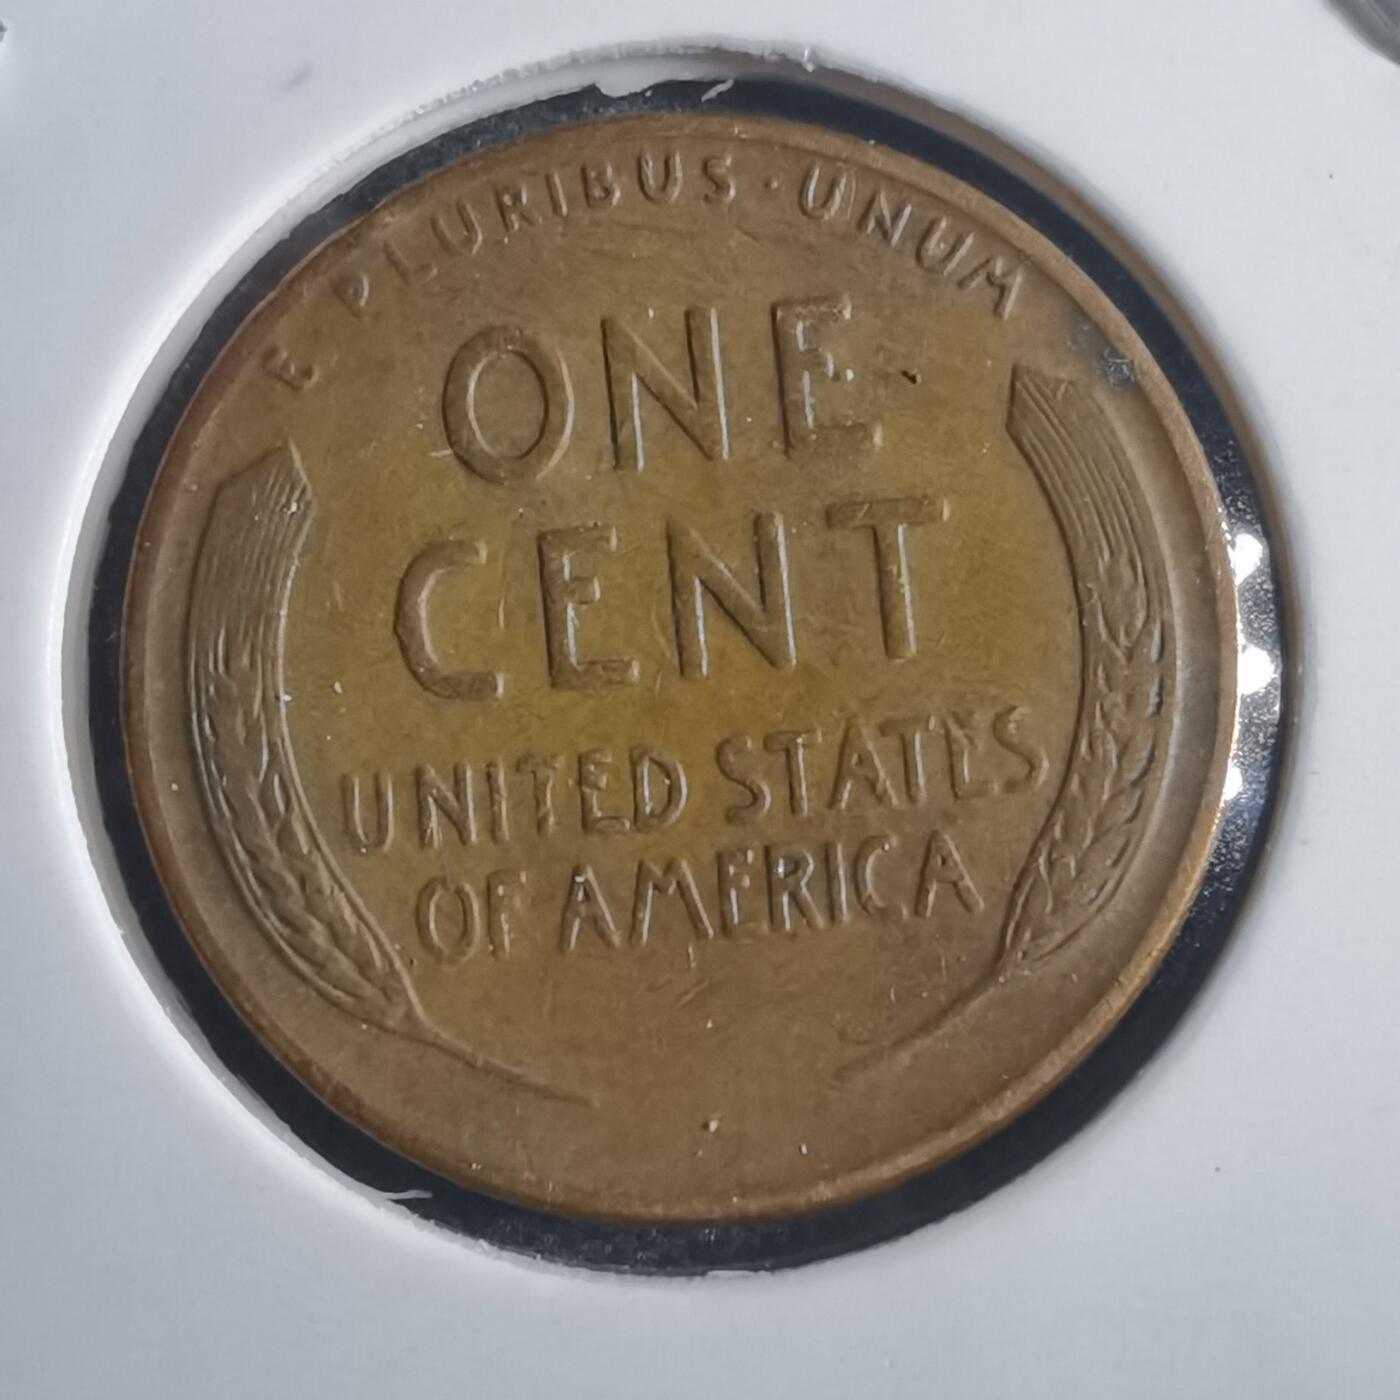 E PLURIBUS · UNUM
ONE
CENT
UNITED STATES
OF AMERICA